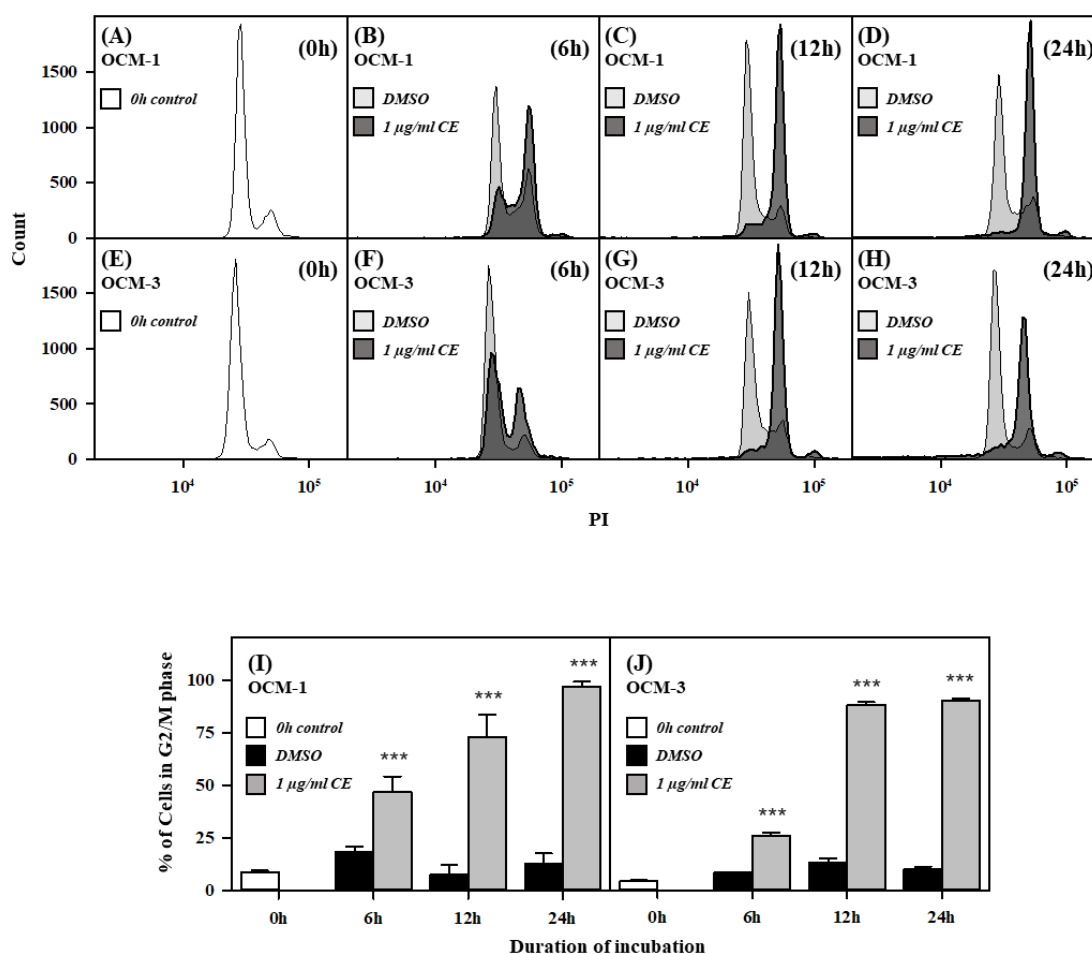 (A)
OCM-1
(0h)
0h control
(B)
OCM-1
(6h)
DMSO
1 µg/ml CE
(C)
OCM-1
(12h)
DMSO
1 µg/ml CE
(D)
OCM-1
(24h)
DMSO
1 µg/ml CE
1500
1000
500
0
Count
(E)
OCM-3
(0h)
0h control
(F)
OCM-3
(6h)
DMSO
1 µg/ml CE
(G)
OCM-3
(12h)
DMSO
1 µg/ml CE
(H)
OCM-3
(24h)
DMSO
1 µg/ml CE
1500
1000
500
0
10⁴ 10⁵ 10⁴ 10⁵ 10⁴ 10⁵ 10⁴ 10⁵
PI
% of Cells in G2/M phase
100
75
50
25
0
(I)
OCM-1
0h control
DMSO
1 µg/ml CE
***
***
***
(J)
OCM-3
0h control
DMSO
1 µg/ml CE
***
***
***
0h 6h 12h 24h 0h 6h 12h 24h
Duration of incubation